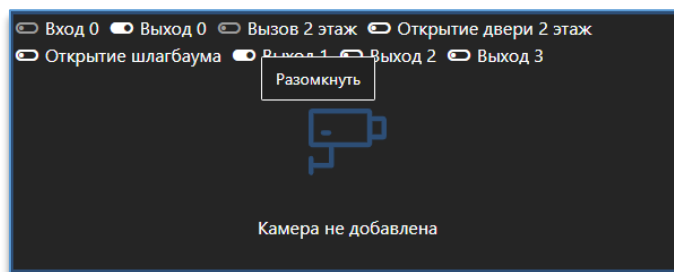 Вход 0 Выход 0 Вызов 2 этаж Открытие двери 2 этаж
Открытие шлагбаума Выход 1 Выход 2 Выход 3
Разомкнуть
Камера не добавлена